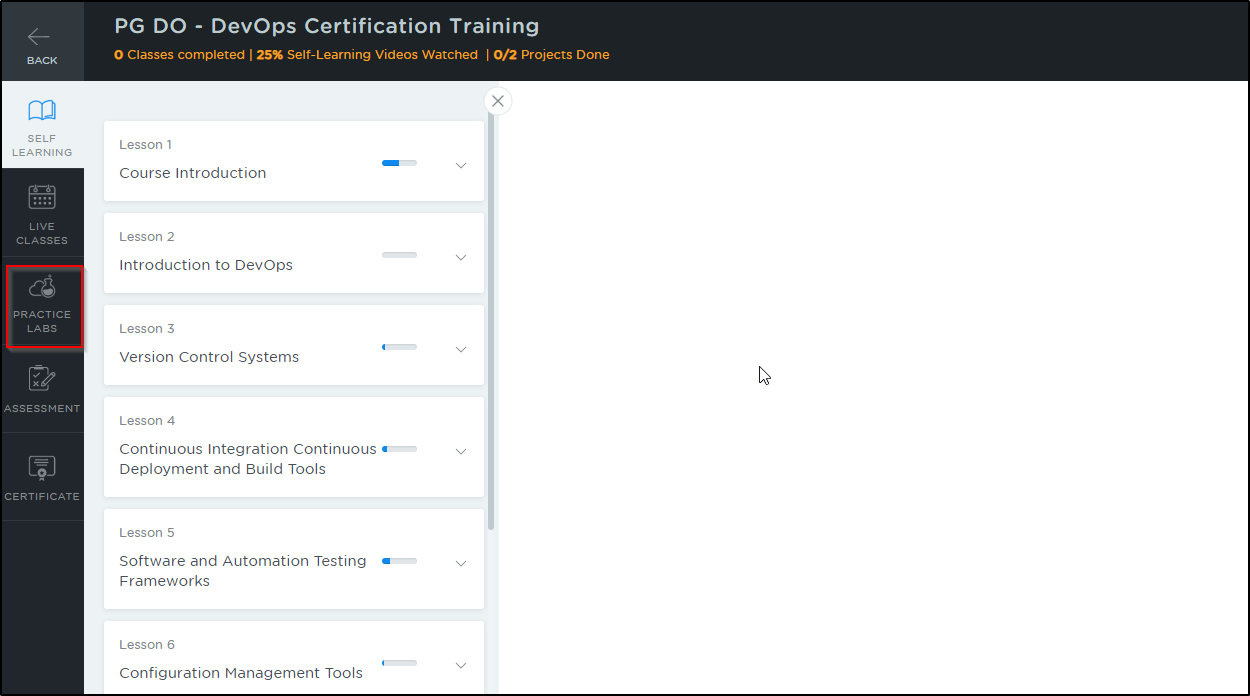 PG DO - DevOps Certification Training
BACK
0 Classes completed | 25% Self-Learning Videos Watched | 0/2 Projects Done
SELF
LEARNING
LIVE
CLASSES
PRACTICE
LABS
ASSESSMENT
CERTIFICATE
Lesson 1
Course Introduction
Lesson 2
Introduction to DevOps
Lesson 3
Version Control Systems
Lesson 4
Continuous Integration Continuous
Deployment and Build Tools
Lesson 5
Software and Automation Testing
Frameworks
Lesson 6
Configuration Management Tools